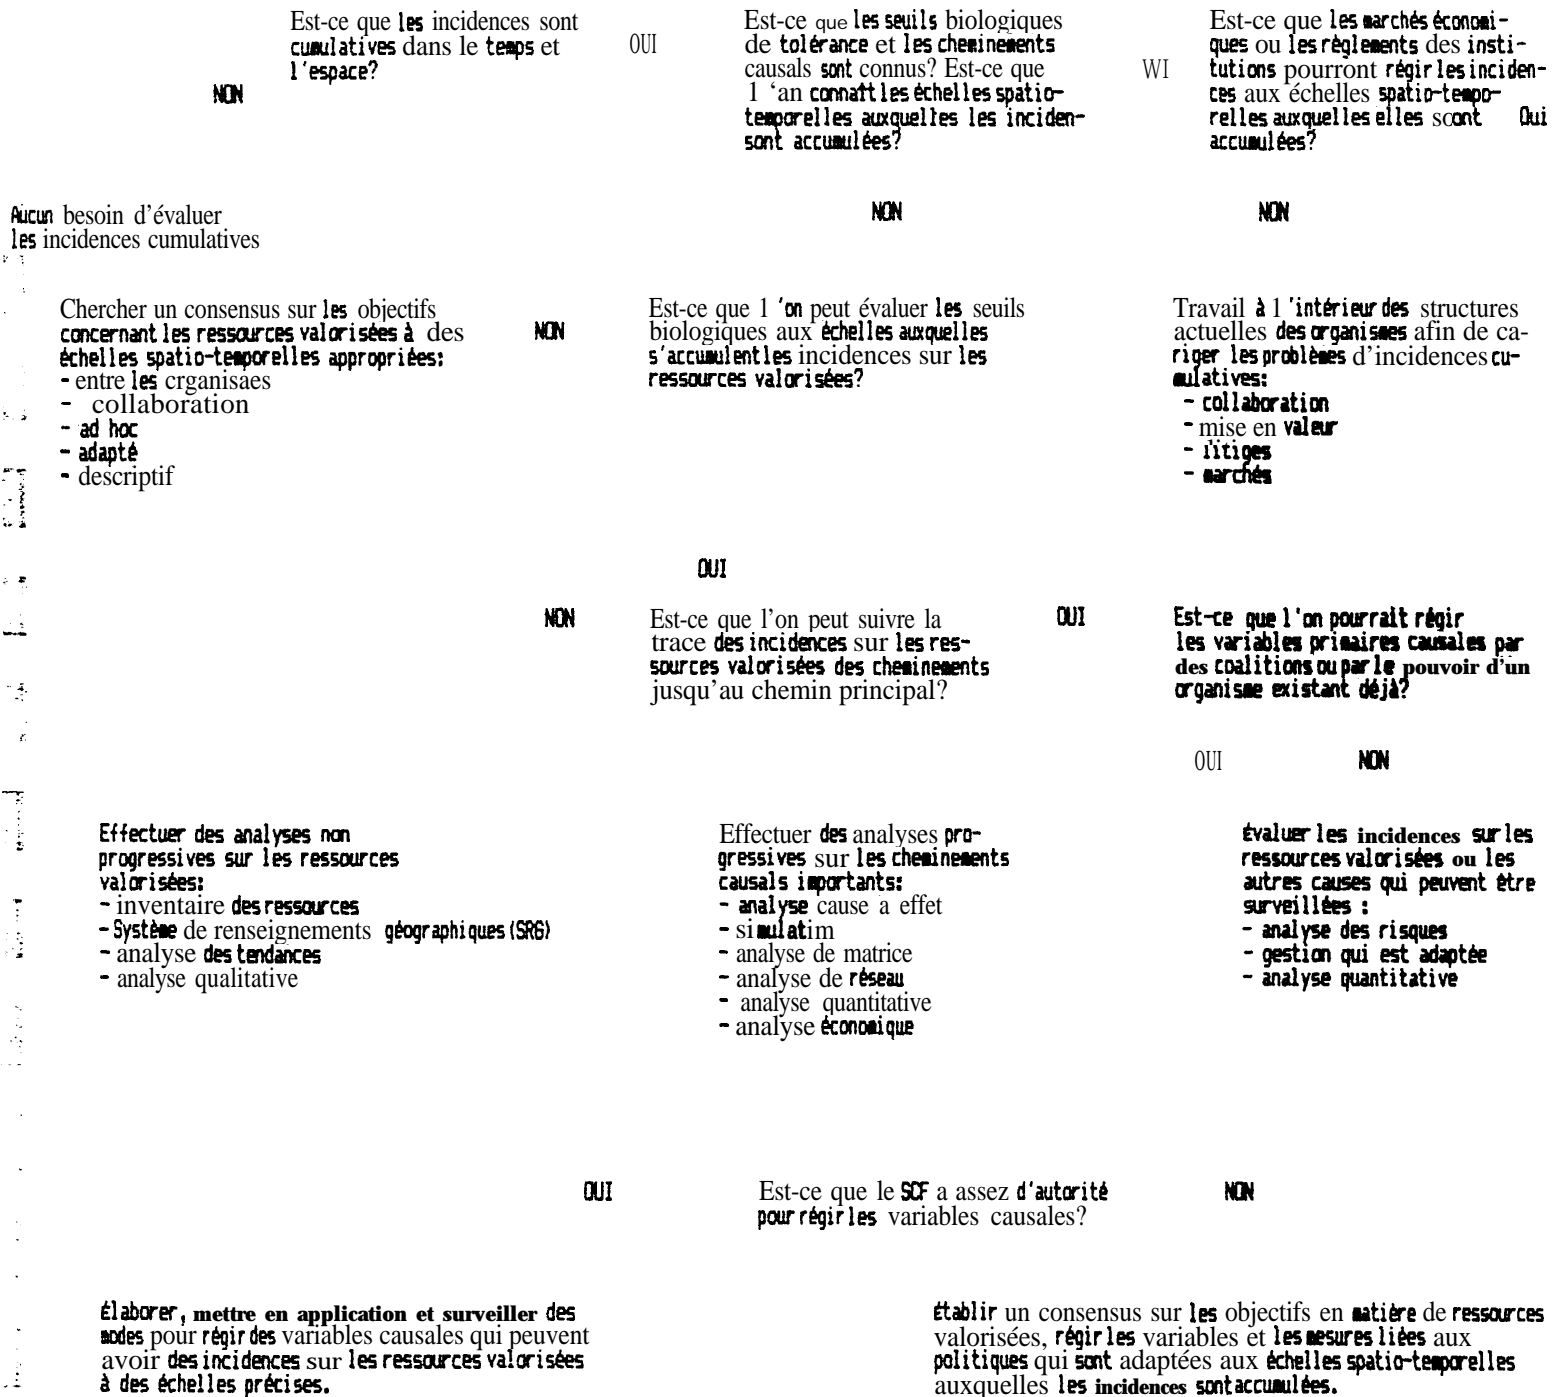 Est-ce que les incidences sont
cumulatives dans le temps et
l'espace?
NON
OUI
Est-ce que les seuils biologiques
de tolérance et les cheminements
causals sont connus? Est-ce que
1 'an connaît les échelles spatio-
temporelles auxquelles les inciden-
sont accumulées?
WI
Est-ce que les marchés économi-
ques ou les règlements des insti-
tutions pourront régir les inciden-
ces aux échelles spatio-tempo-
relles auxquelles elles scont Oui
accumulées?
Aucun besoin d'évaluer
les incidences cumulatives
NON
NON
Chercher un consensus sur les objectifs
concernant les ressources valorisées à des
échelles spatio-temporelles appropriées:
- entre les crganisaes
- collaboration
- ad hoc
- adapté
- descriptif
NON
Est-ce que 1 'on peut évaluer les seuils
biologiques aux échelles auxquelles
s'accumulent les incidences sur les
ressources valorisées?
Travail à 1 'intérieur des structures
actuelles des organismes afin de ca-
riger les problèmes d'incidences cu-
mulatives:
- collaboration
- mise en valeur
- litiges
- marchés
OUI
NON
Est-ce que l'on peut suivre la
trace des incidences sur les res-
sources valorisées des cheminements
jusqu'au chemin principal?
OUI
Est-ce que l'on pourrait régir
les variables primaires causales par
des coalitions ou par le pouvoir d'un
organisme existant déjà?
OUI NON
Effectuer des analyses non
progressives sur les ressources
valorisées:
- inventaire des ressources
- Système de renseignements géographiques (SRG)
- analyse des tendances
- analyse qualitative
Effectuer des analyses pro-
gressives sur les cheminements
causals importants:
- analyse cause a effet
- simulatim
- analyse de matrice
- analyse de réseau
- analyse quantitative
- analyse économique
évaluer les incidences sur les
ressources valorisées ou les
autres causes qui peuvent être
surveillées :
- analyse des risques
- gestion qui est adaptée
- analyse quantitative
OUI
Est-ce que le SCF a assez d'autorité
pour régir les variables causales?
NON
Élaborer, mettre en application et surveiller des
modes pour régir des variables causales qui peuvent
avoir des incidences sur les ressources valorisées
à des échelles précises.
établir un consensus sur les objectifs en matière de ressources
valorisées, régir les variables et les mesures liées aux
politiques qui sont adaptées aux échelles spatio-temporelles
auxquelles les incidences sont accumulées.